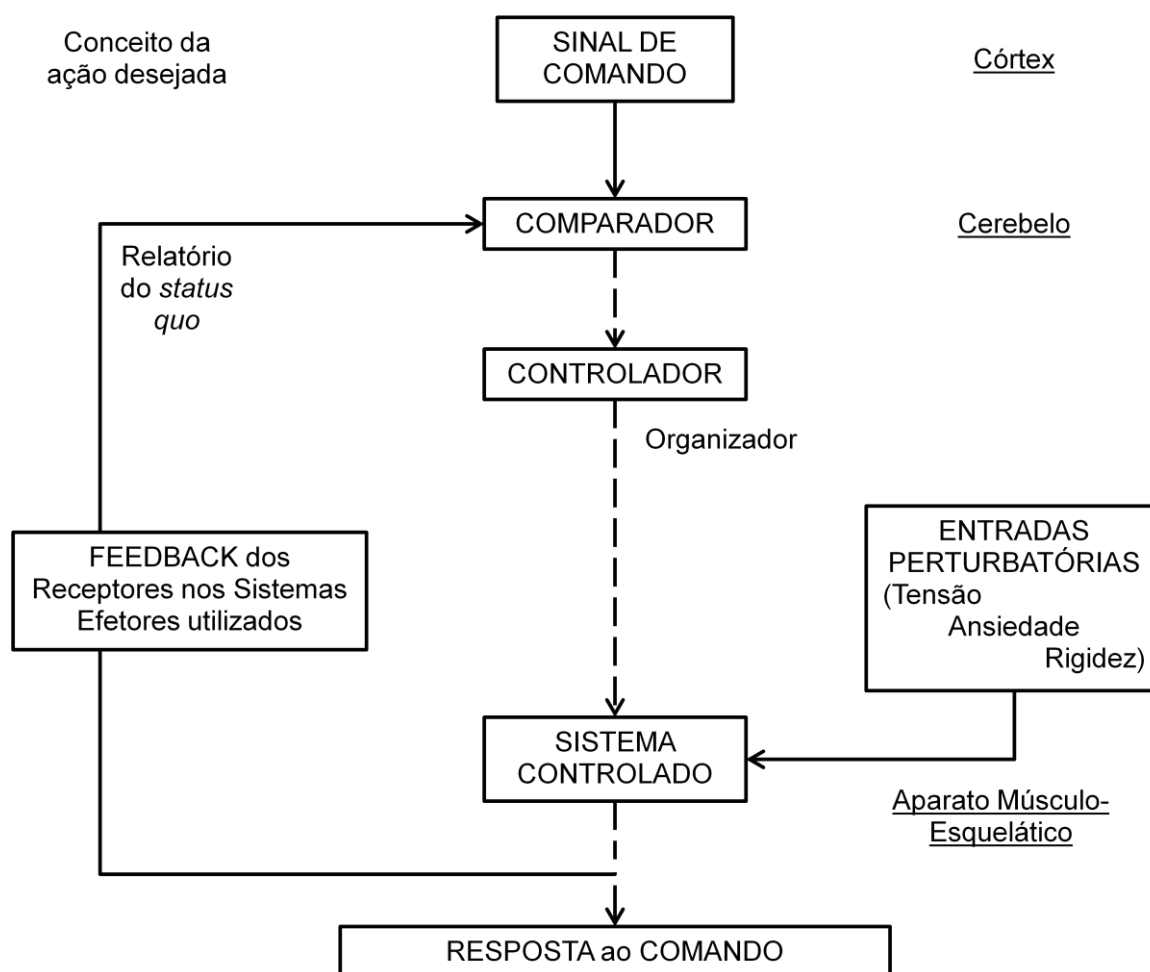 Conceito da
ação desejada
SINAL DE
COMANDO
Córtex
COMPARADOR
Cerebelo
Relatório
do status
quo
CONTROLADOR
Organizador
FEEDBACK dos
Receptores nos Sistemas
Efetores utilizados
ENTRADAS
PERTURBATÓRIAS
(Tensão
Ansiedade
Rigidez)
SISTEMA
CONTROLADO
Aparato Músculo-
Esquelático
RESPOSTA ao COMANDO